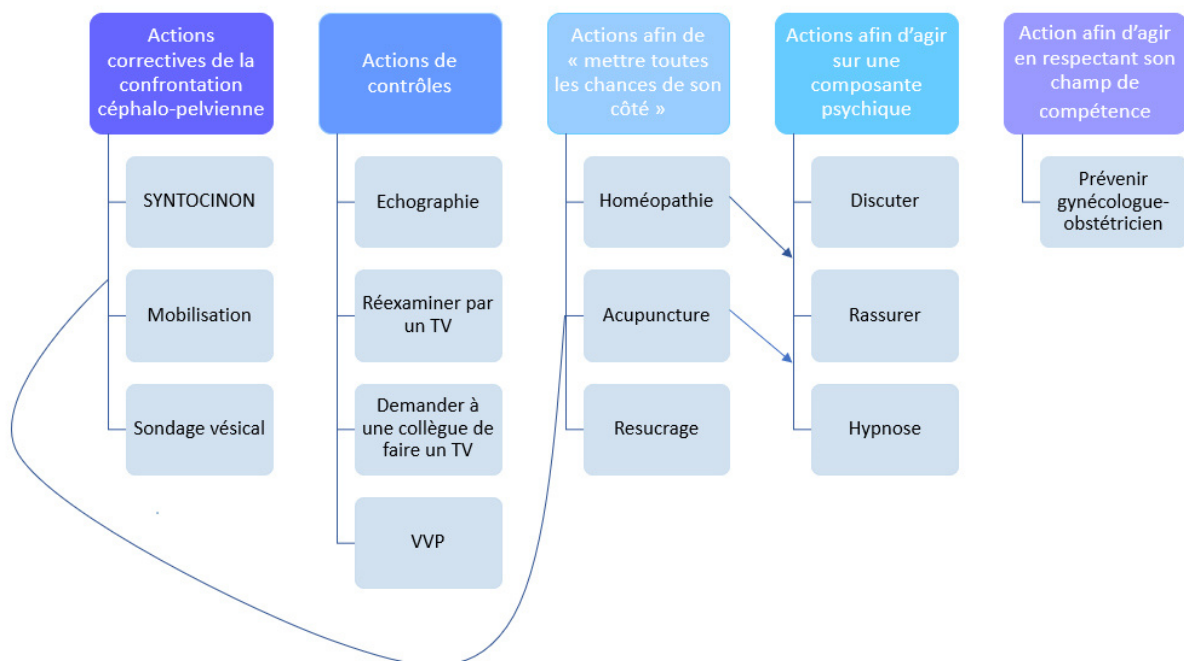 Actions
correctives de la
confrontation
céphalo-pelvienne
SYNTOCINON
Mobilisation
Sondage vésical
Actions de
contrôles
Echographie
Réexaminer par
un TV
Demander à
une collègue de
faire un TV
VVP
Actions afin de
« mettre toutes
les chances de son
côté »
Homéopathie
Acupuncture
Resucrage
Actions afin d’agir
sur une
composante
psychique
Discuter
Rassurer
Hypnose
Action afin d’agir
en respectant son
champ de
compétence
Prévenir
gynécologue-
obstétricien